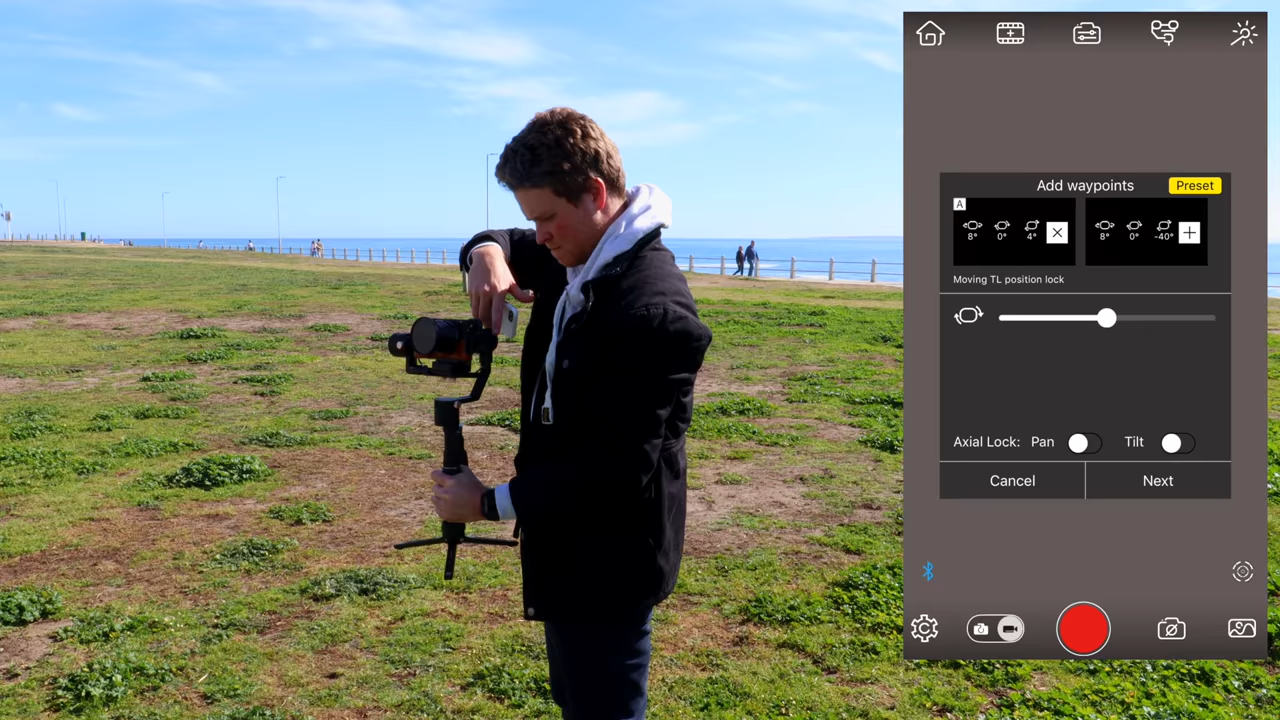 Add waypoints Preset
A
8° 0° 4° 8° 0° -40°
Moving TL position lock
Axial Lock: Pan Tilt
Cancel Next